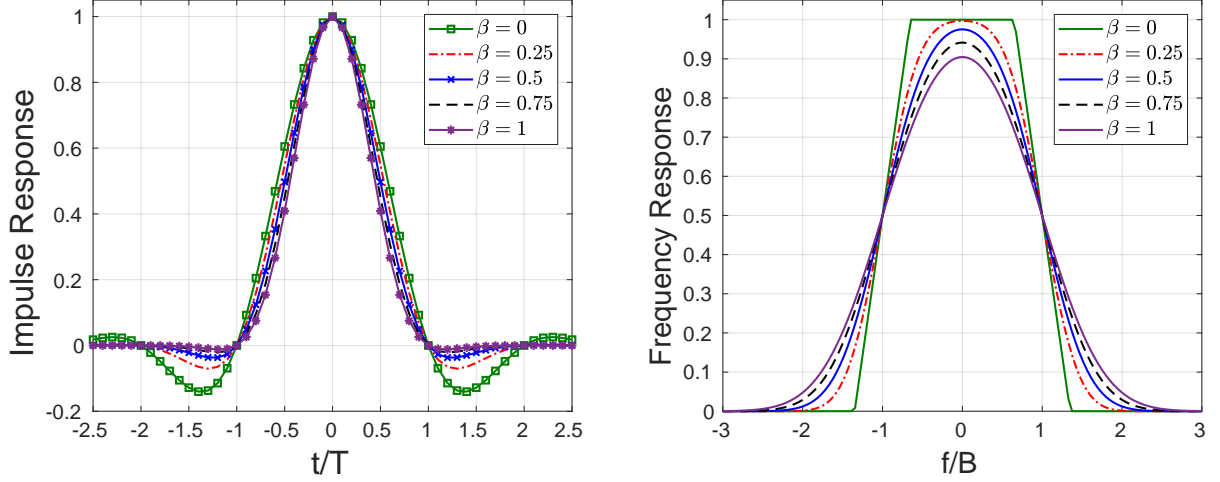 1
0.8
0.6
0.4
0.2
0
-0.2
-2.5
-2
-1.5
-1
-0.5
0
0.5
1
1.5
2
2.5
t/T
Impulse Response
β = 0
β = 0.25
β = 0.5
β = 0.75
β = 1
1
0.9
0.8
0.7
0.6
0.5
0.4
0.3
0.2
0.1
0
-3
-2
-1
0
1
2
3
f/B
Frequency Response
β = 0
β = 0.25
β = 0.5
β = 0.75
β = 1